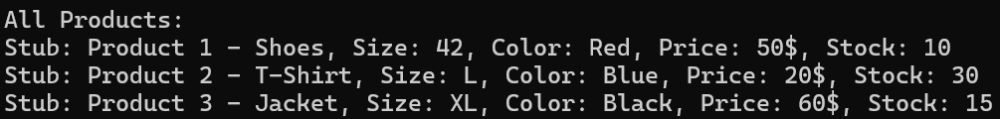 All Products:
Stub: Product 1 - Shoes, Size: 42, Color: Red, Price: 50$, Stock: 10
Stub: Product 2 - T-Shirt, Size: L, Color: Blue, Price: 20$, Stock: 30
Stub: Product 3 - Jacket, Size: XL, Color: Black, Price: 60$, Stock: 15